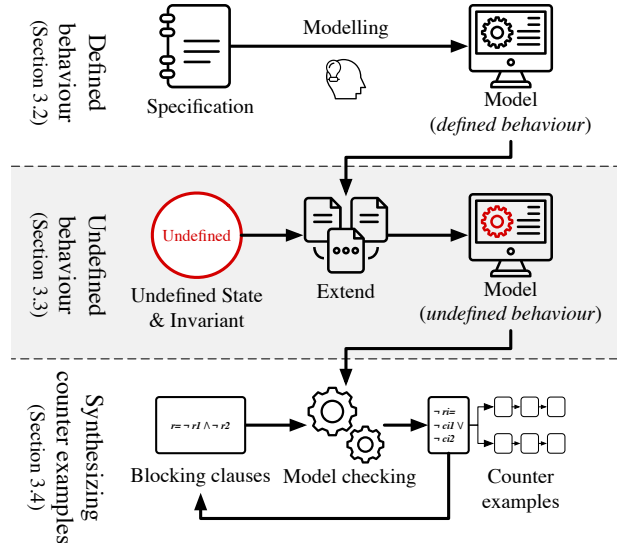 Defined
behaviour
(Section 3.2)
Modelling
Specification
Model
(defined behaviour)
Undefined
behaviour
(Section 3.3)
Undefined
Undefined State
& Invariant
Extend
Model
(undefined behaviour)
Synthesizing
counter examples
(Section 3.4)
r= ¬ r1 ∧ ¬ r2
Blocking clauses
Model checking
¬ ri=
¬ ci1 ∨
¬ ci2
Counter
examples